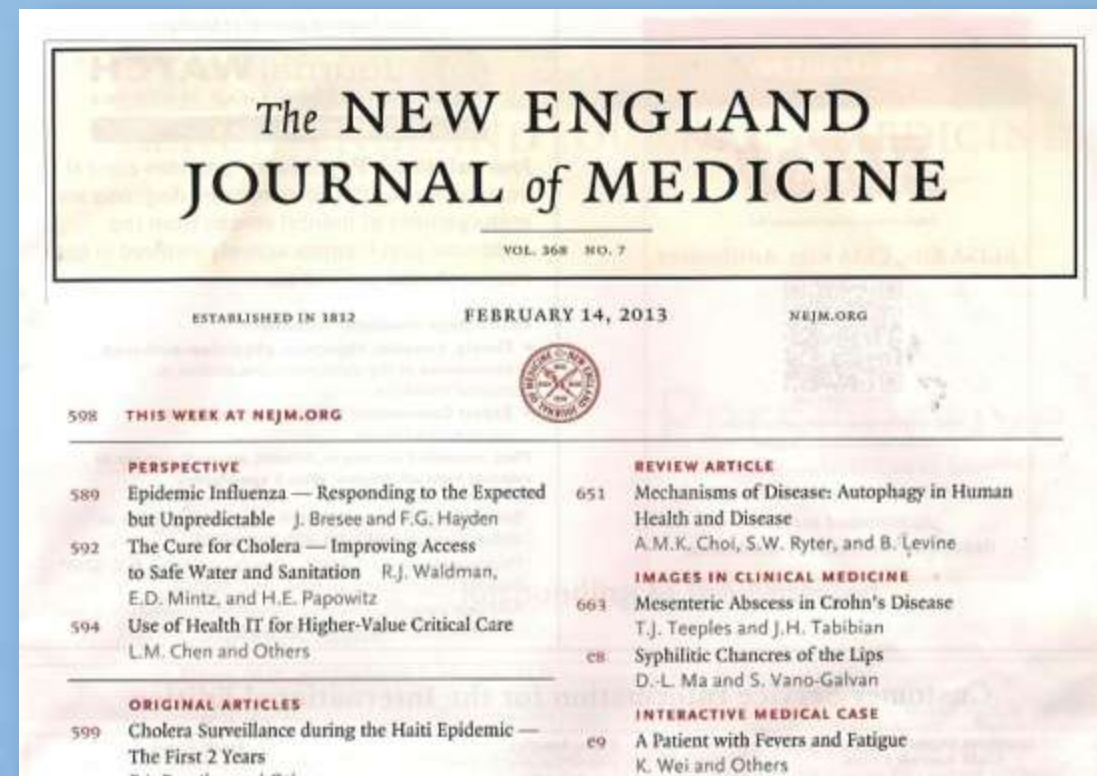 The NEW ENGLAND
JOURNAL of MEDICINE
VOL. 368 NO. 7
ESTABLISHED IN 1812 FEBRUARY 14, 2013 NEJM.ORG
598 THIS WEEK AT NEJM.ORG
PERSPECTIVE
589 Epidemic Influenza — Responding to the Expected
but Unpredictable J. Bresee and F.G. Hayden
592 The Cure for Cholera — Improving Access
to Safe Water and Sanitation R.J. Waldman,
E.D. Mintz, and H.E. Papowitz
594 Use of Health IT for Higher-Value Critical Care
L.M. Chen and Others
ORIGINAL ARTICLES
599 Cholera Surveillance during the Haiti Epidemic —
The First 2 Years
REVIEW ARTICLE
651 Mechanisms of Disease: Autophagy in Human
Health and Disease
A.M.K. Choi, S.W. Ryter, and B. Levine
IMAGES IN CLINICAL MEDICINE
663 Mesenteric Abscess in Crohn's Disease
T.J. Teeples and J.H. Tabibian
e8 Syphilitic Chancres of the Lips
D.-L. Ma and S. Vano-Galvan
INTERACTIVE MEDICAL CASE
e9 A Patient with Fevers and Fatigue
K. Wei and Others